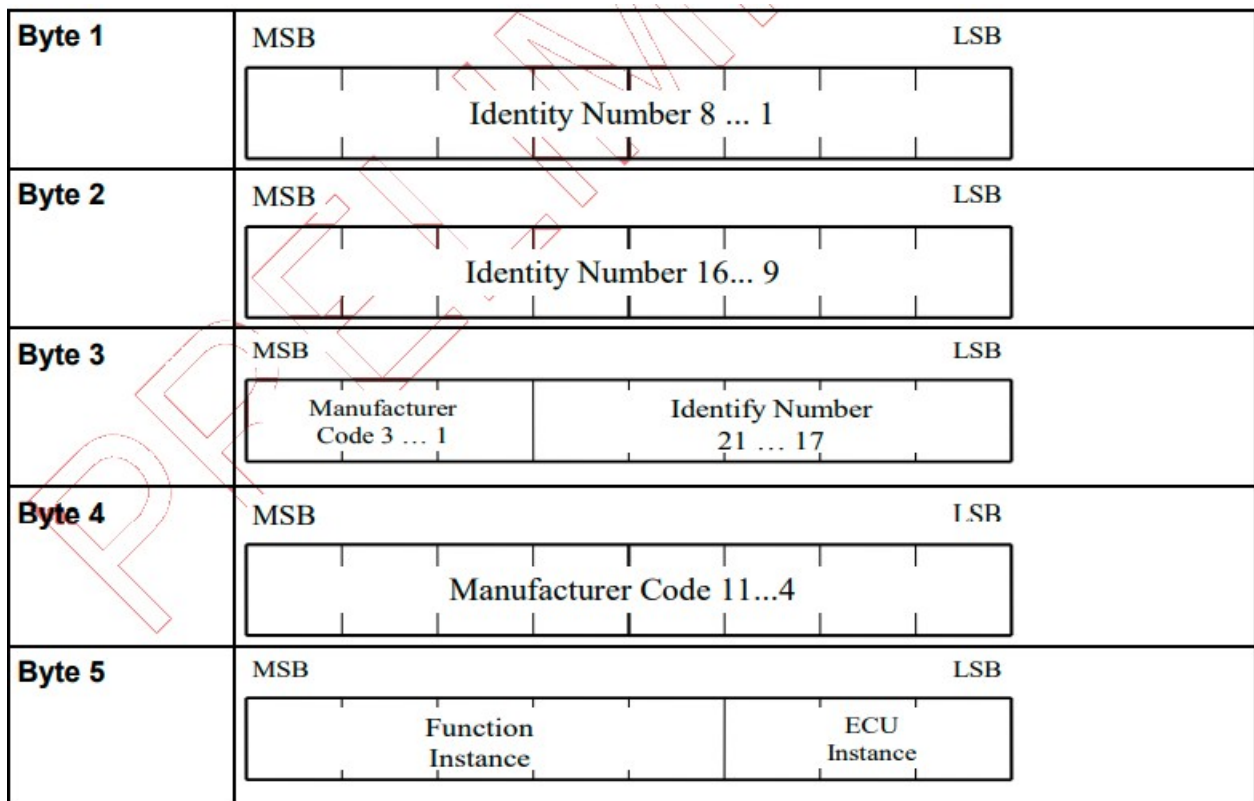 Byte 1
MSB LSB
Identity Number 8 ... 1
Byte 2
MSB LSB
Identity Number 16... 9
Byte 3
MSB LSB
Manufacturer Identify Number
Code 3 … 1 21 … 17
Byte 4
MSB LSB
Manufacturer Code 11...4
Byte 5
MSB LSB
Function ECU
Instance Instance